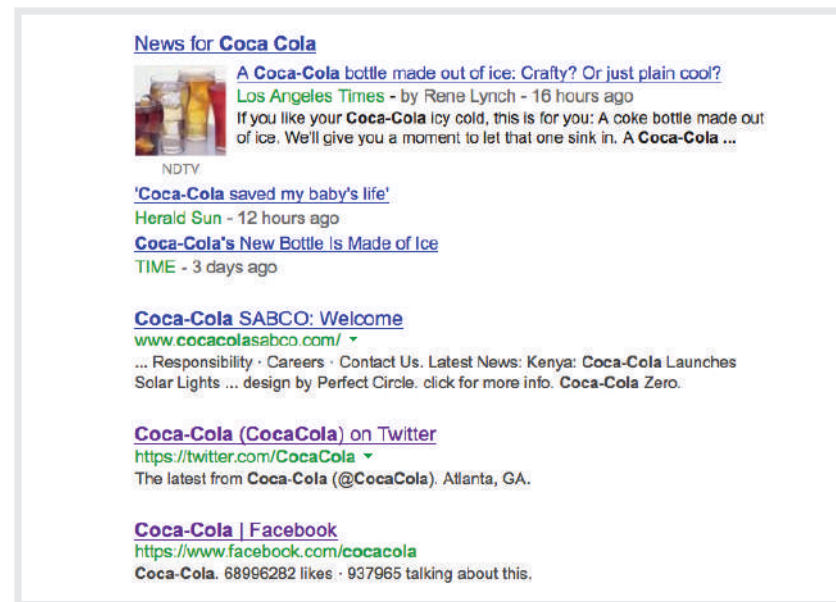 News for Coca Cola
A Coca-Cola bottle made out of ice: Crafty? Or just plain cool?
Los Angeles Times - by Rene Lynch - 16 hours ago
If you like your Coca-Cola icy cold, this is for you: A coke bottle made out
of ice. We'll give you a moment to let that one sink in. A Coca-Cola ...
NDTV
'Coca-Cola saved my baby's life'
Herald Sun - 12 hours ago
Coca-Cola's New Bottle Is Made of Ice
TIME - 3 days ago
Coca-Cola SABCO: Welcome
www.cocacolasabco.com/
... Responsibility · Careers · Contact Us. Latest News: Kenya: Coca-Cola Launches
Solar Lights ... design by Perfect Circle. click for more info. Coca-Cola Zero.
Coca-Cola (CocaCola) on Twitter
https://twitter.com/CocaCola
The latest from Coca-Cola (@CocaCola). Atlanta, GA.
Coca-Cola | Facebook
https://www.facebook.com/cocacola
Coca-Cola. 68996282 likes · 937965 talking about this.